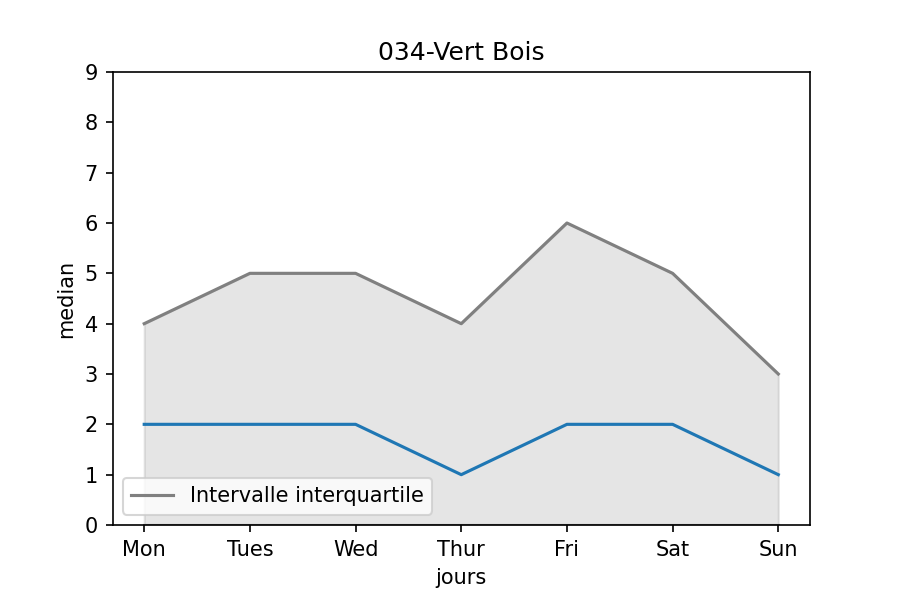 034-Vert Bois
9
8
7
6
5
4
3
2
1
0
median
Intervalle interquartile
Mon Tues Wed Thur Fri Sat Sun
jours